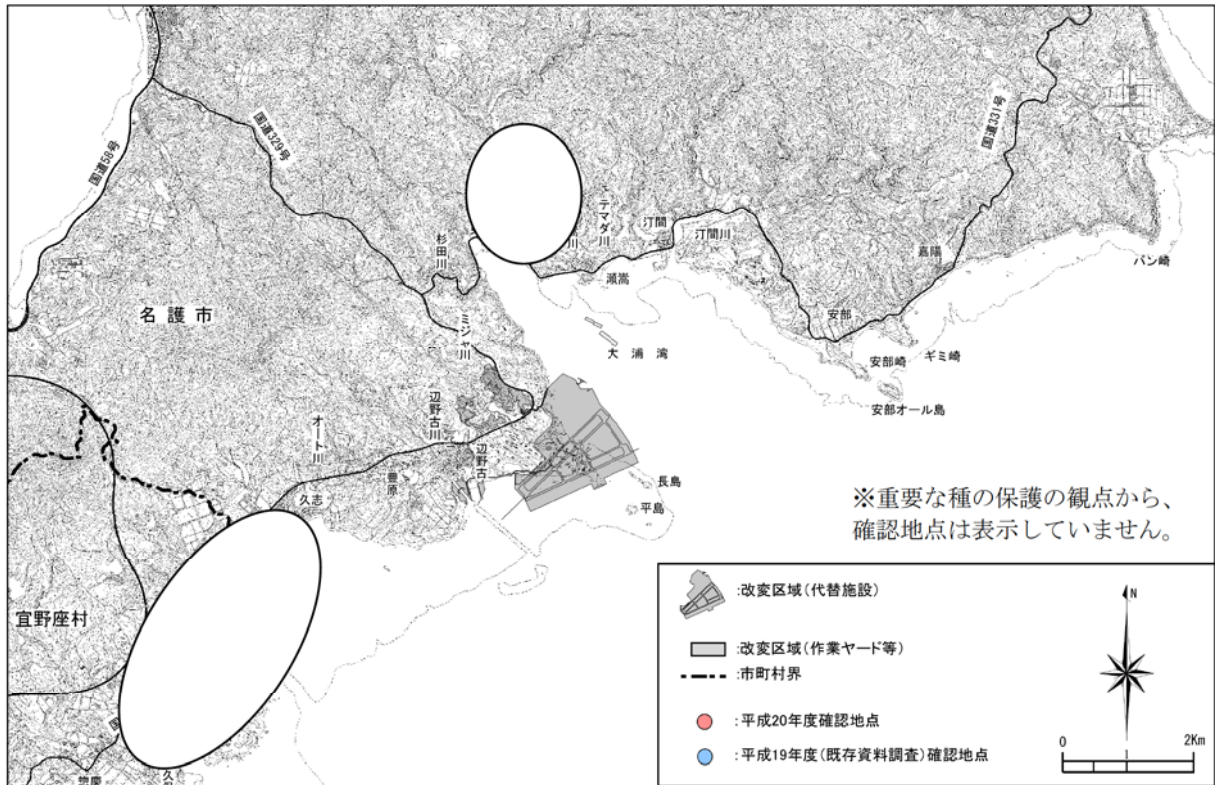 国道58号
国道329号
国道331号
杉田川
川
テマダ川
汀間
汀間川
瀬嵩
嘉陽
バン崎
名護市
ミジャ川
大浦湾
安部
安部崎
ギミ崎
安部オール島
辺野古川
オート川
辺野古
豊原
久志
長島
平島
※重要な種の保護の観点から、
確認地点は表示していません。
宜野座村
国
惣慶
:改変区域(代替施設)
:改変区域(作業ヤード等)
:市町村界
:平成20年度確認地点
:平成19年度(既存資料調査)確認地点
N
0 2Km